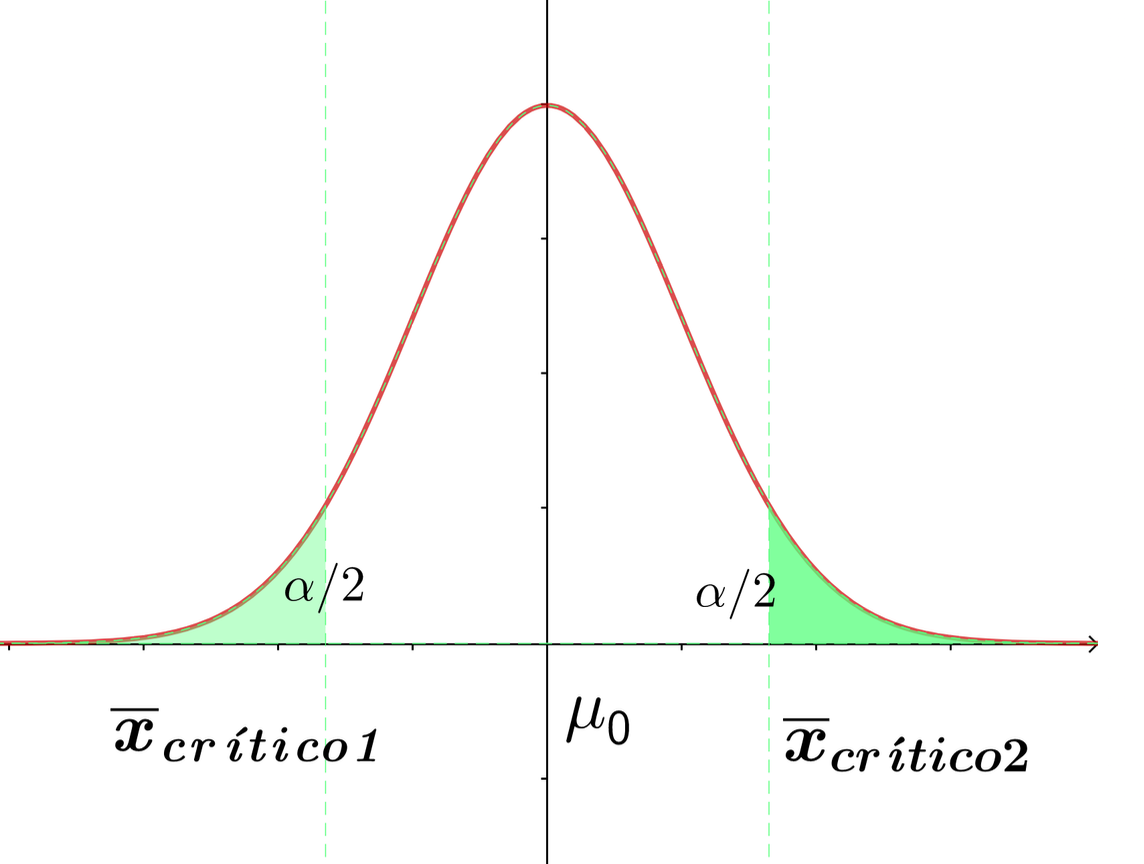 α/2
α/2
x̅crítico1
μ0
x̅crítico2